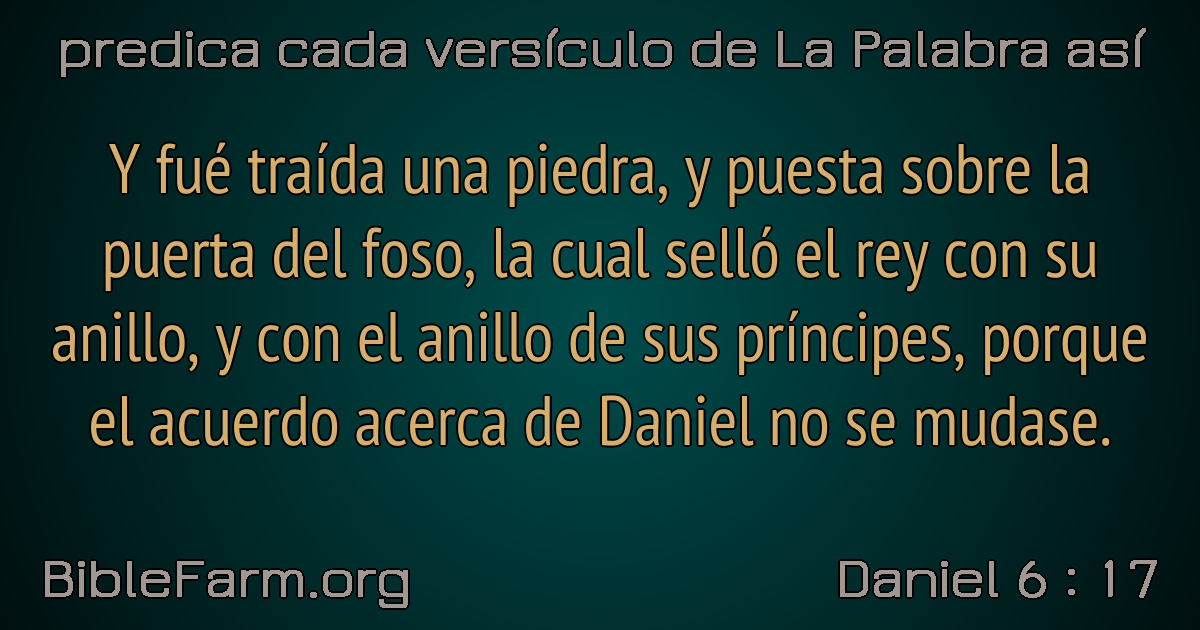 predica cada versículo de La Palabra así
Y fué traída una piedra, y puesta sobre la
puerta del foso, la cual selló el rey con su
anillo, y con el anillo de sus príncipes, porque
el acuerdo acerca de Daniel no se mudase.
BibleFarm.org
Daniel 6 : 17